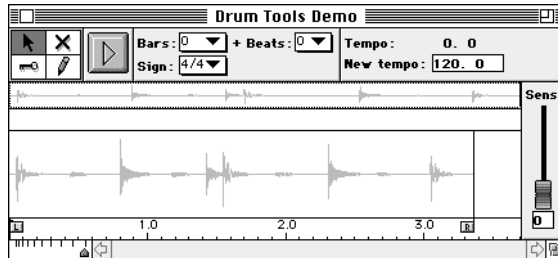 Drum Tools Demo
Bars: 0 + Beats: 0 Tempo: 0. 0
Sign: 4/4 New tempo: 120. 0
Sens
0
L 1.0 2.0 3.0 R